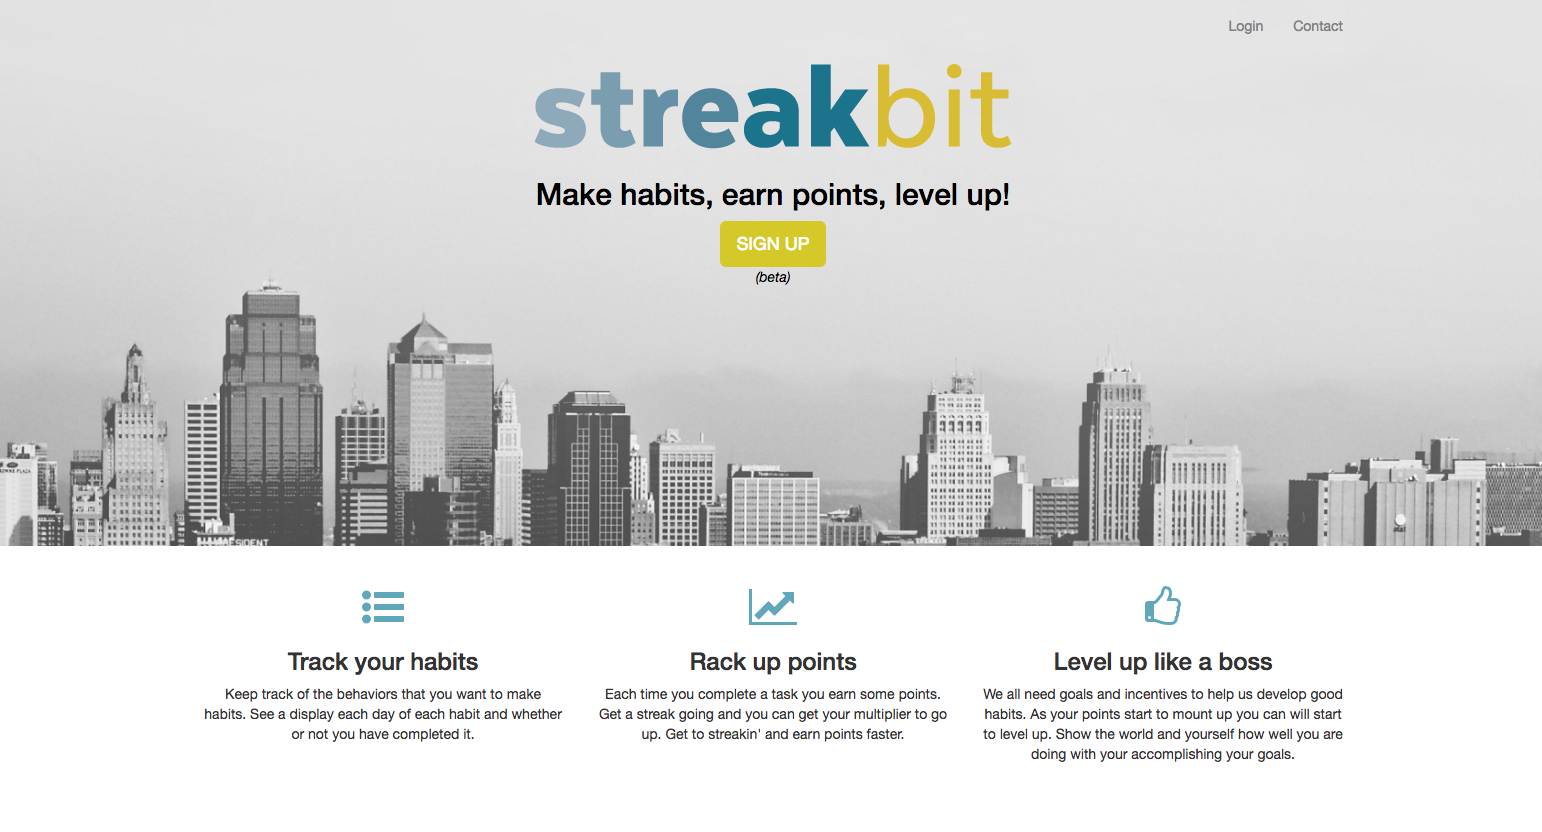 Login Contact
streakbit
Make habits, earn points, level up!
SIGN UP
(beta)
PLAZA
PRESIDENT
Track your habits
Keep track of the behaviors that you want to make
habits. See a display each day of each habit and whether
or not you have completed it.
Rack up points
Each time you complete a task you earn some points.
Get a streak going and you can get your multiplier to go
up. Get to streakin' and earn points faster.
Level up like a boss
We all need goals and incentives to help us develop good
habits. As your points start to mount up you can will start
to level up. Show the world and yourself how well you are
doing with your accomplishing your goals.